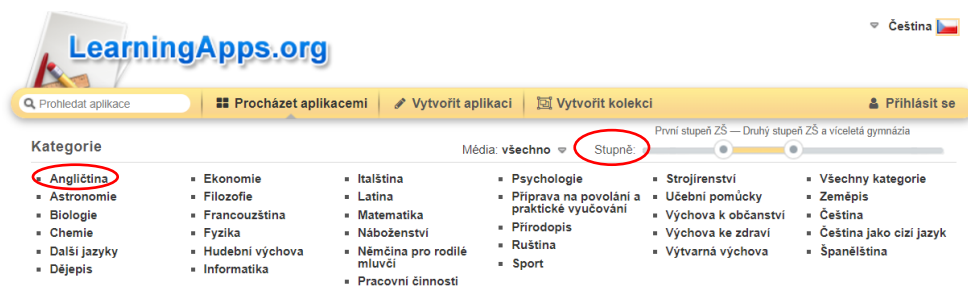 Čeština
LearningApps.org
Prohledat aplikace
Procházet aplikacemi
Vytvořit aplikaci
Vytvořit kolekci
Přihlásit se
První stupeň ZŠ — Druhý stupeň ZŠ a víceletá gymnázia
Kategorie
Média: všechno
Stupně:
Angličtina
Astronomie
Biologie
Chemie
Další jazyky
Dějepis
Ekonomie
Filozofie
Francouzština
Fyzika
Hudební výchova
Informatika
Italština
Latina
Matematika
Náboženství
Němčina pro rodilé
mluvčí
Pracovní činnosti
Psychologie
Příprava na povolání a
praktické vyučování
Přírodopis
Ruština
Sport
Strojírenství
Učební pomůcky
Výchova k občanství
Výchova ke zdraví
Výtvarná výchova
Všechny kategorie
Zeměpis
Čeština
Čeština jako cizí jazyk
Španělština